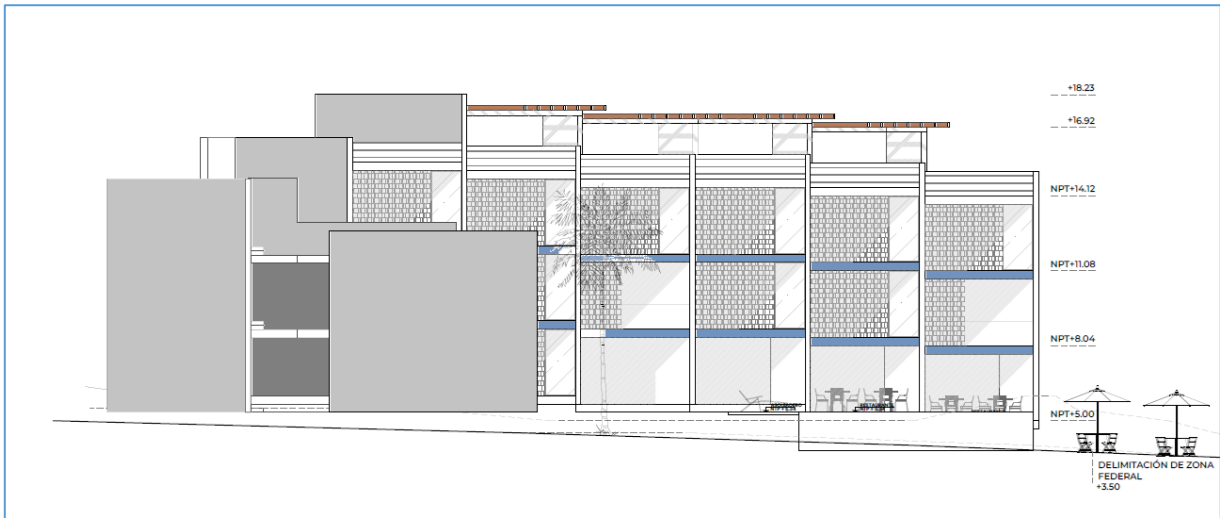 +18.23
+16.92
NPT+14.12
NPT+11.08
NPT+8.04
NPT+5.00
RESTAURANTE
DELIMITACIÓN DE ZONA
FEDERAL
+3.50